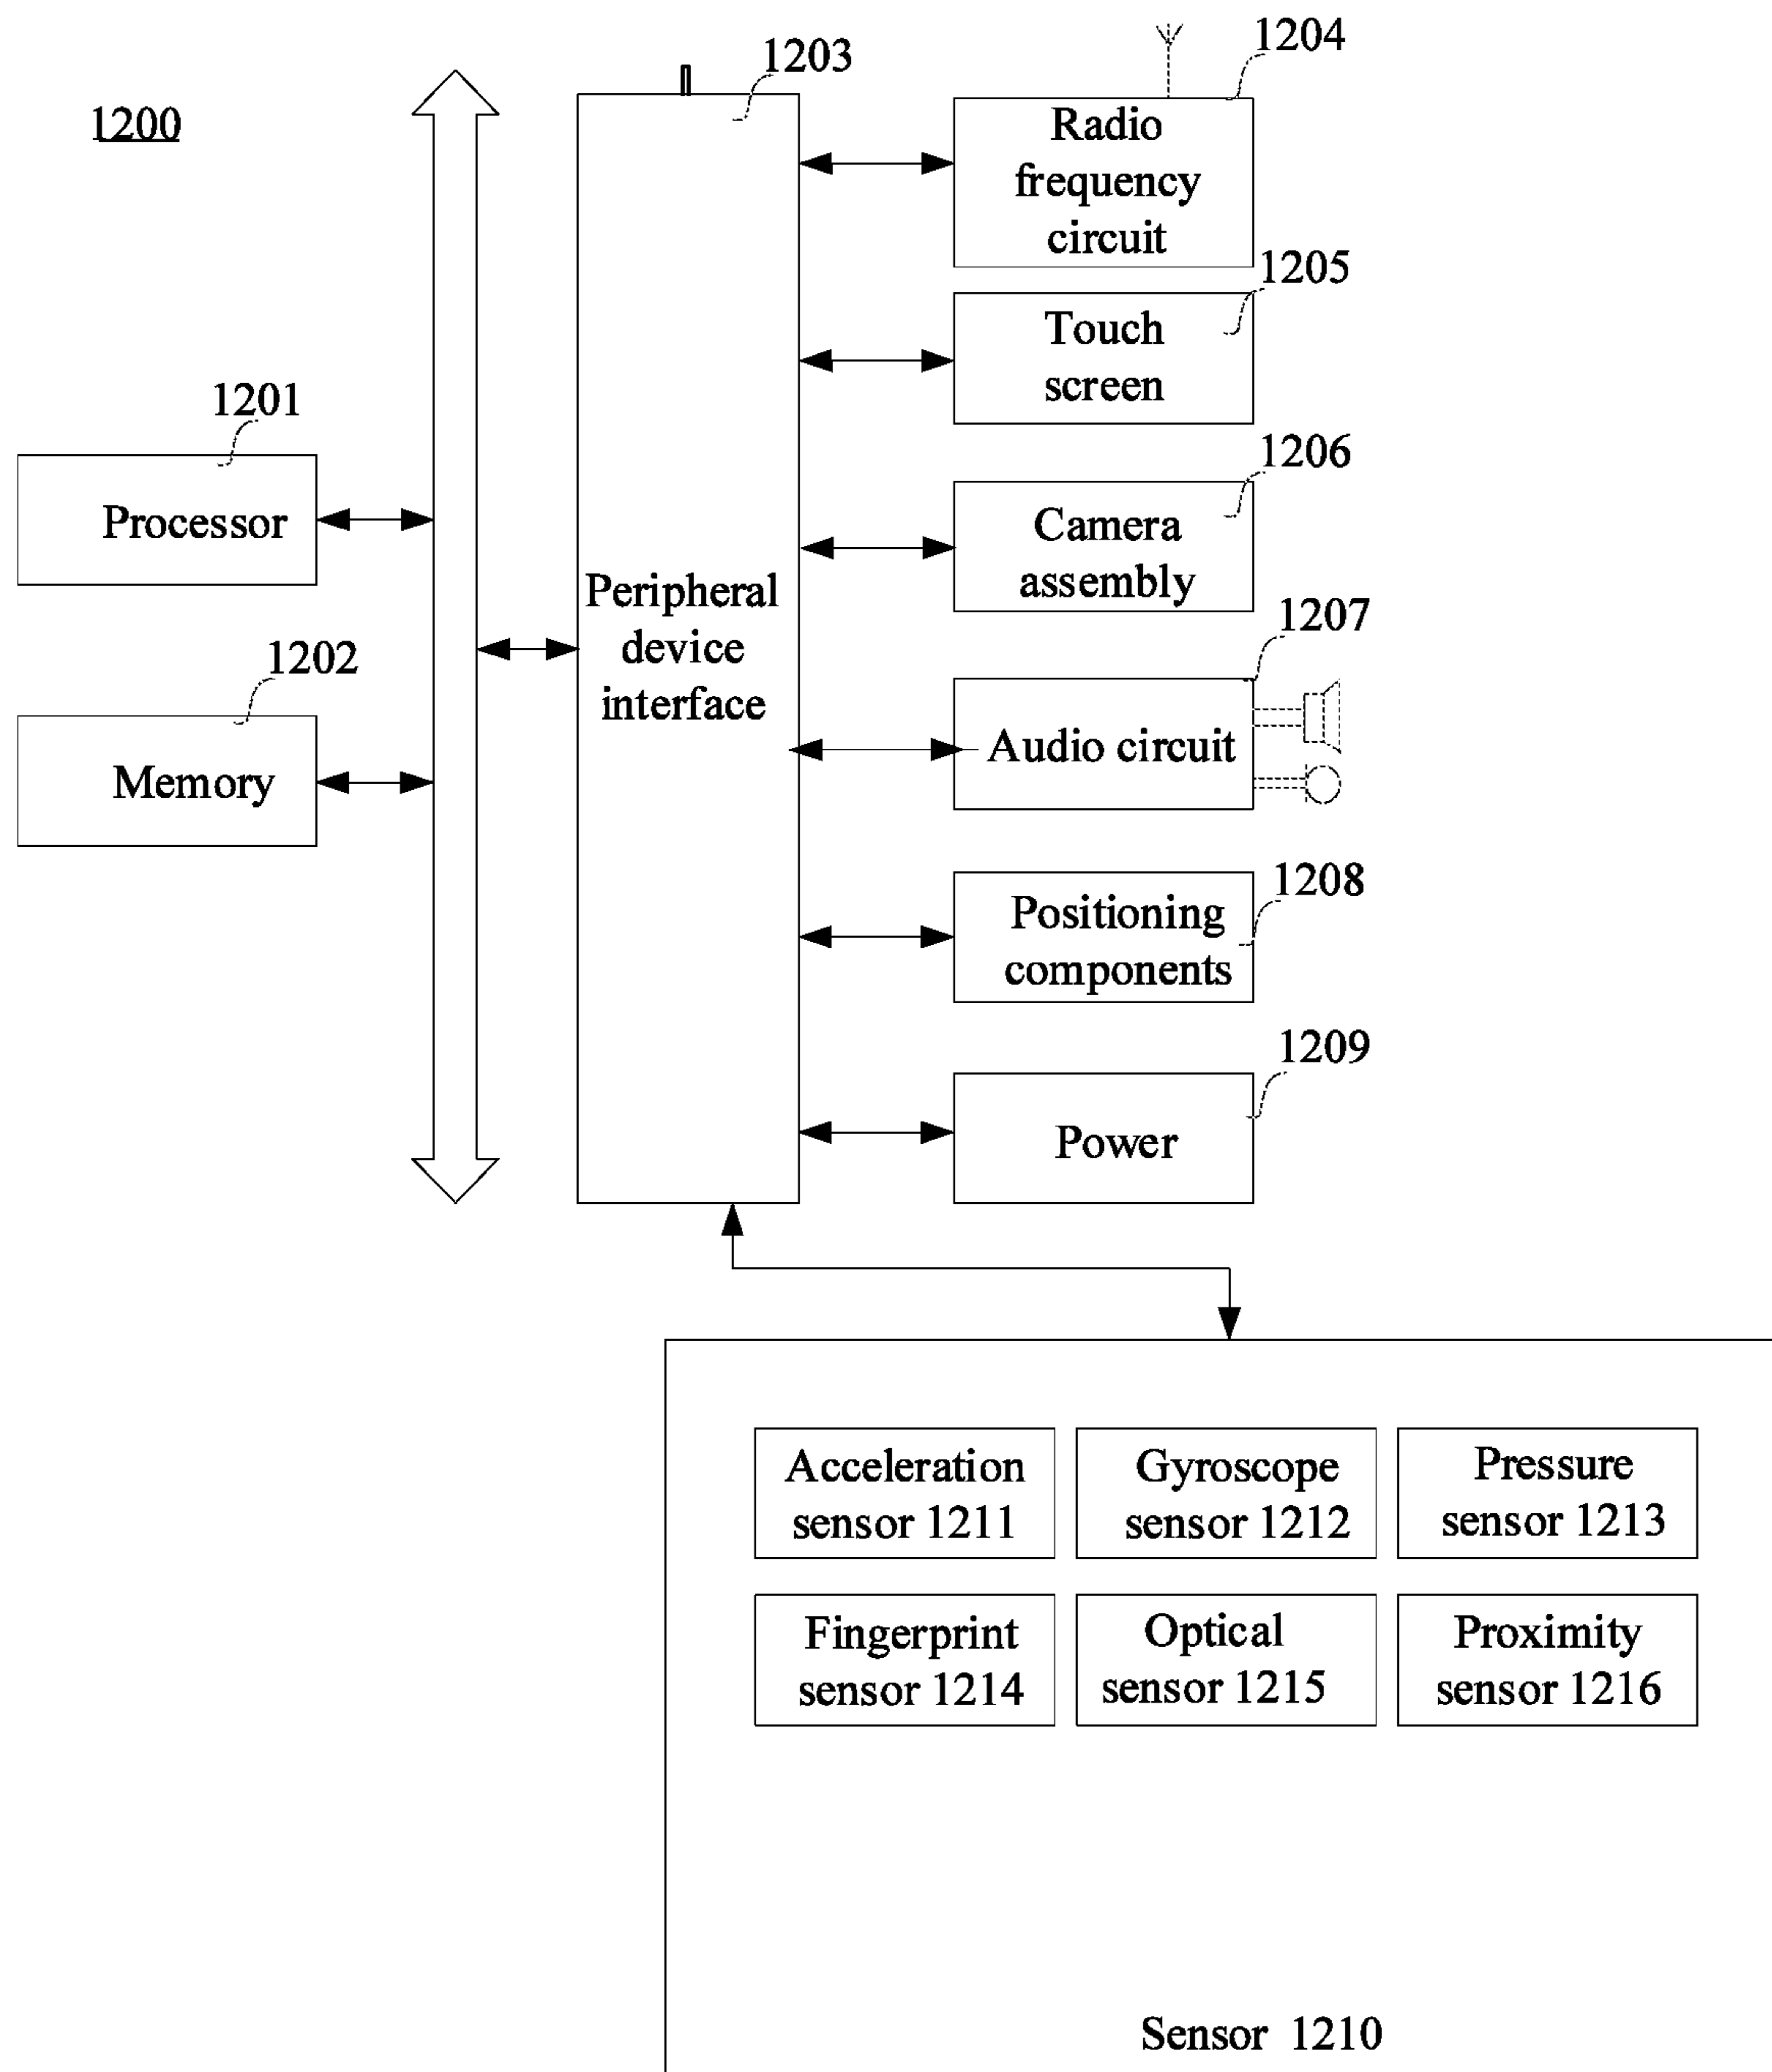 1200
1203
1204
Radio
frequency
circuit
1205
Touch
screen
1201
Processor
1206
Camera
assembly
Peripheral
device
interface
1202
Memory
1207
Audio circuit
1208
Positioning
components
1209
Power
Acceleration
sensor 1211
Gyroscope
sensor 1212
Pressure
sensor 1213
Fingerprint
sensor 1214
Optical
sensor 1215
Proximity
sensor 1216
Sensor 1210